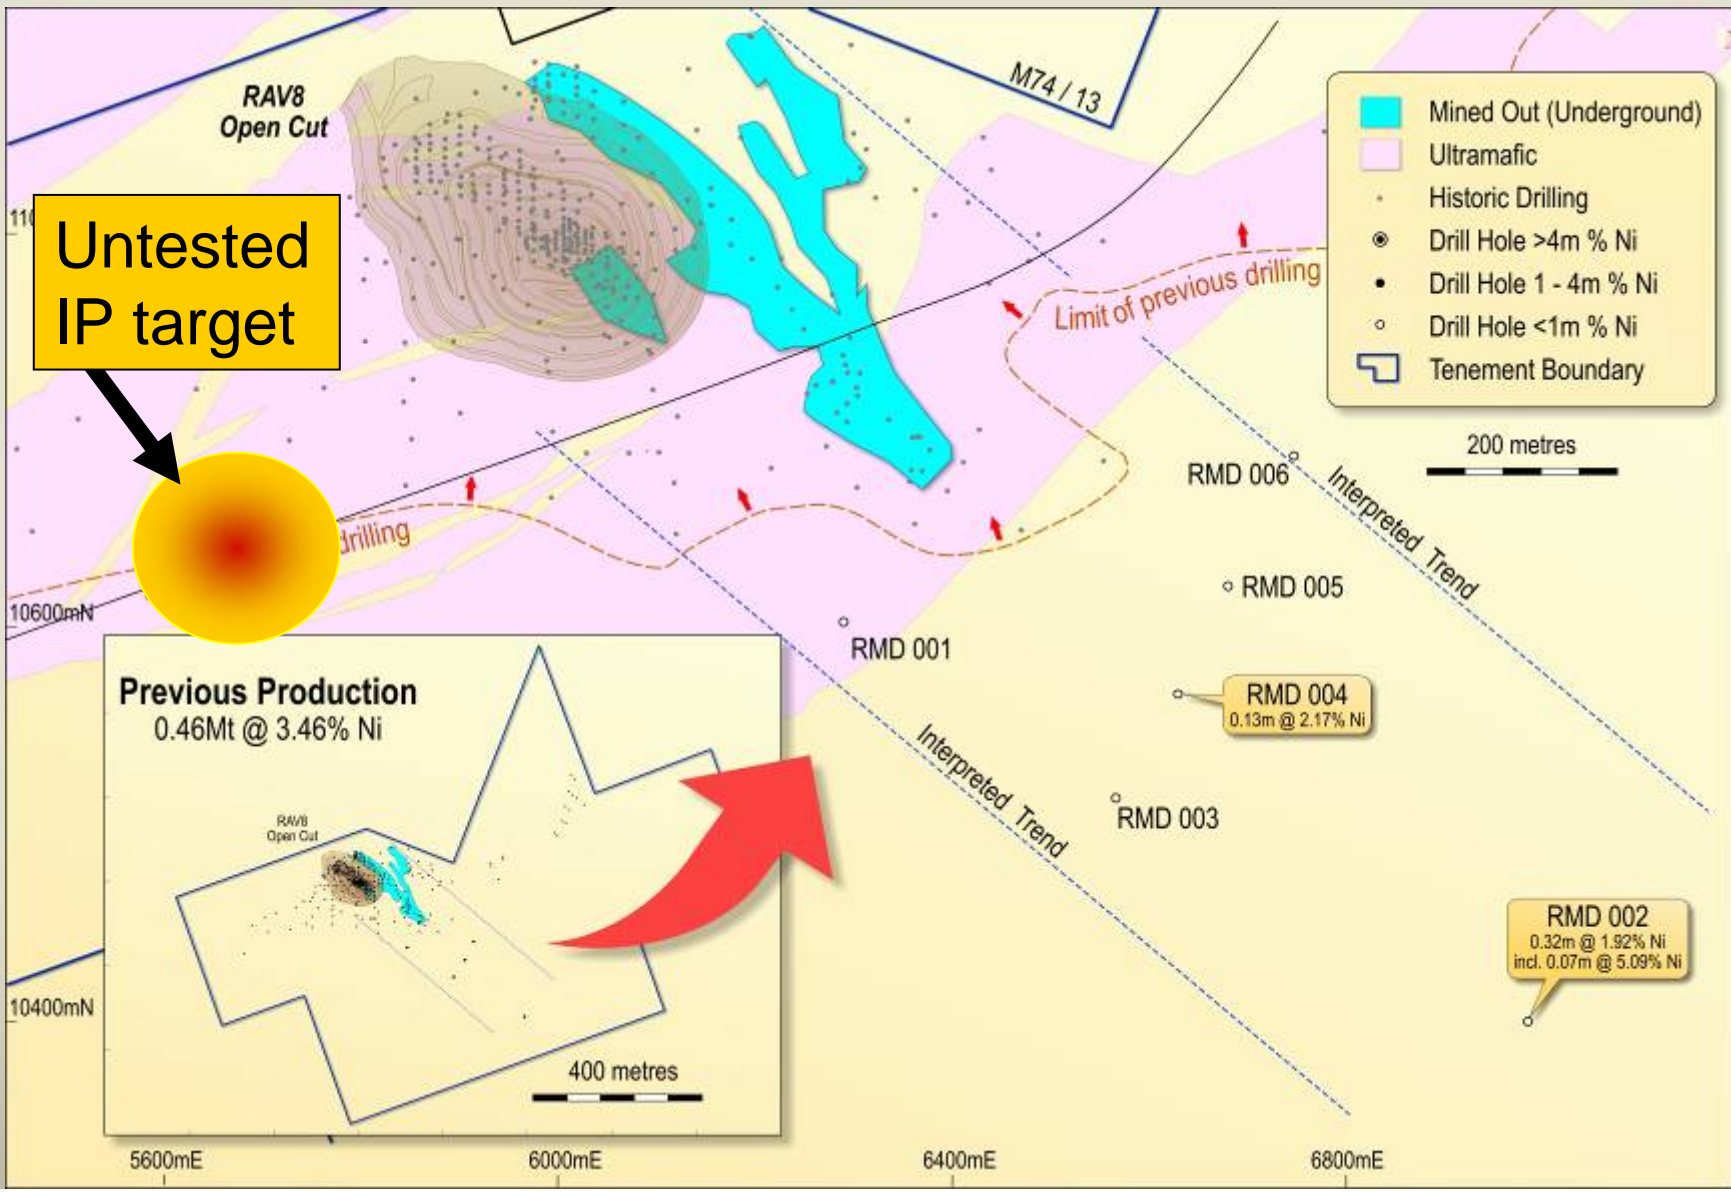 RAV8
Open Cut
M74 / 13
Mined Out (Underground)
Ultramafic
Historic Drilling
Drill Hole >4m % Ni
Drill Hole 1 - 4m % Ni
Drill Hole <1m % Ni
Tenement Boundary
200 metres
Untested
IP target
Limit of previous drilling
drilling
10600mN
RMD 006
Interpreted Trend
RMD 005
RMD 001
RMD 004
0.13m @ 2.17% Ni
Interpreted Trend
RMD 003
RMD 002
0.32m @ 1.92% Ni
incl. 0.07m @ 5.09% Ni
Previous Production
0.46Mt @ 3.46% Ni
RAV8
Open Cut
400 metres
10400mN
5600mE
6000mE
6400mE
6800mE